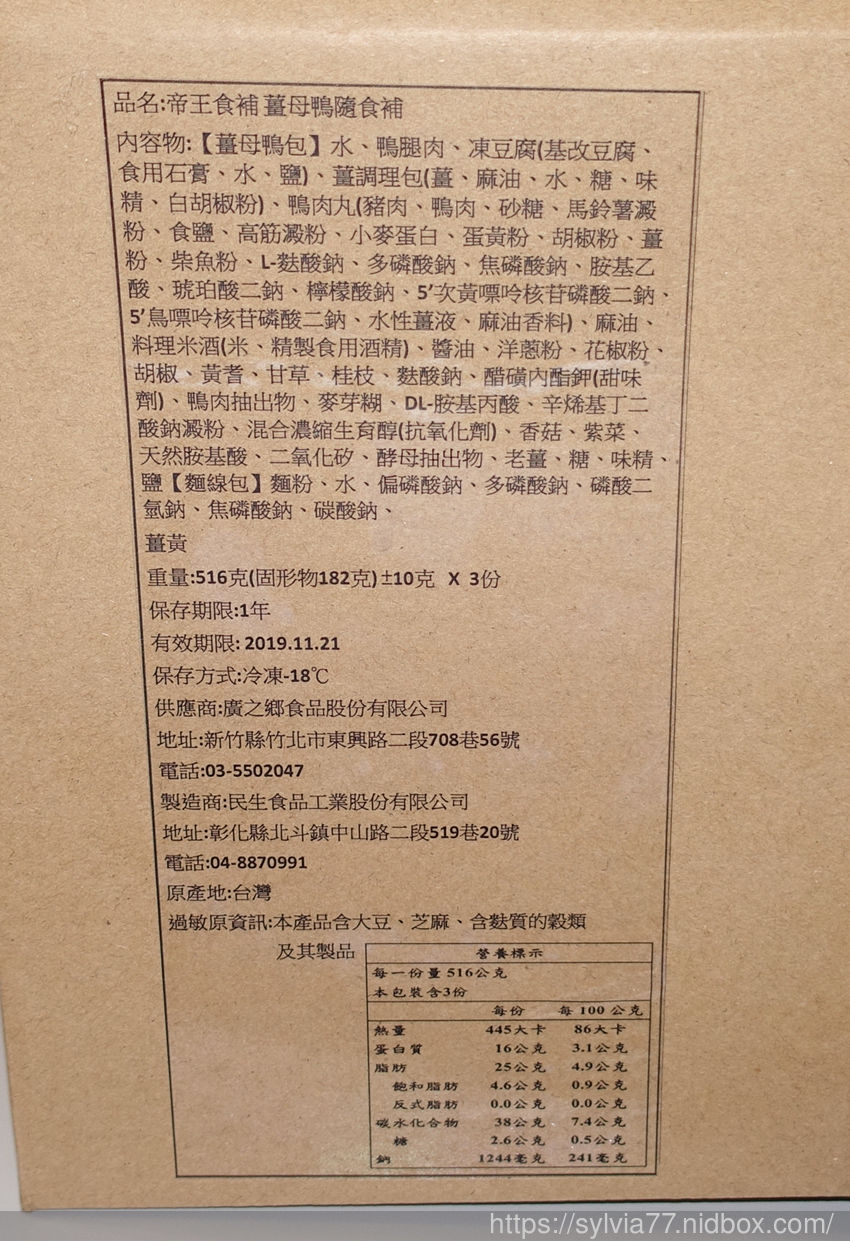 品名:帝王食補 薑母鴨隨食補
內容物:【薑母鴨包】水、鴨腿肉、凍豆腐(基改豆腐、
食用石膏、水、鹽)、薑調理包(薑、麻油、水、糖、味
精、白胡椒粉)、鴨肉丸(豬肉、鴨肉、砂糖、馬鈴薯澱
粉、食鹽、高筋澱粉、小麥蛋白、蛋黃粉、胡椒粉、薑
粉、柴魚粉、L-麩酸鈉、多磷酸鈉、焦磷酸鈉、胺基乙
酸、琥珀酸二鈉、檸檬酸鈉、5’次黃嘌呤核苷磷酸二鈉、
5’鳥嘌呤核苷磷酸二鈉、水性薑液、麻油香料)、麻油、
料理米酒(米、精製食用酒精)、醬油、洋蔥粉、花椒粉、
胡椒、黃耆、甘草、桂枝、麩酸鈉、醋磺內酯鉀(甜味
劑)、鴨肉抽出物、麥芽糊、DL-胺基丙酸、辛烯基丁二
酸鈉澱粉、混合濃縮生育醇(抗氧化劑)、香菇、紫菜、
天然胺基酸、二氧化矽、酵母抽出物、老薑、糖、味精、
鹽【麵線包】麵粉、水、偏磷酸鈉、多磷酸鈉、磷酸二
氫鈉、焦磷酸鈉、碳酸鈉、
薑黃
重量:516克(固形物182克)±10克 X 3份
保存期限:1年
有效期限: 2019.11.21
保存方式:冷凍-18℃
供應商:廣之鄉食品股份有限公司
地址:新竹縣竹北市東興路二段708巷56號
電話:03-5502047
製造商:民生食品工業股份有限公司
地址:彰化縣北斗鎮中山路二段519巷20號
電話:04-8870991
原產地:台灣
過敏原資訊:本產品含大豆、芝麻、含麩質的穀類
及其製品
營養標示
每一份量 516公克
本包裝含3份
每份 每 100 公克
熱量 445大卡 86大卡
蛋白質 16公克 3.1公克
脂肪 25公克 4.9公克
飽和脂肪 4.6公克 0.9公克
反式脂肪 0.0公克 0.0公克
碳水化合物 38公克 7.4公克
糖 2.6公克 0.5公克
鈉 1244毫克 241毫克
https://sylvia77.nidbox.com/